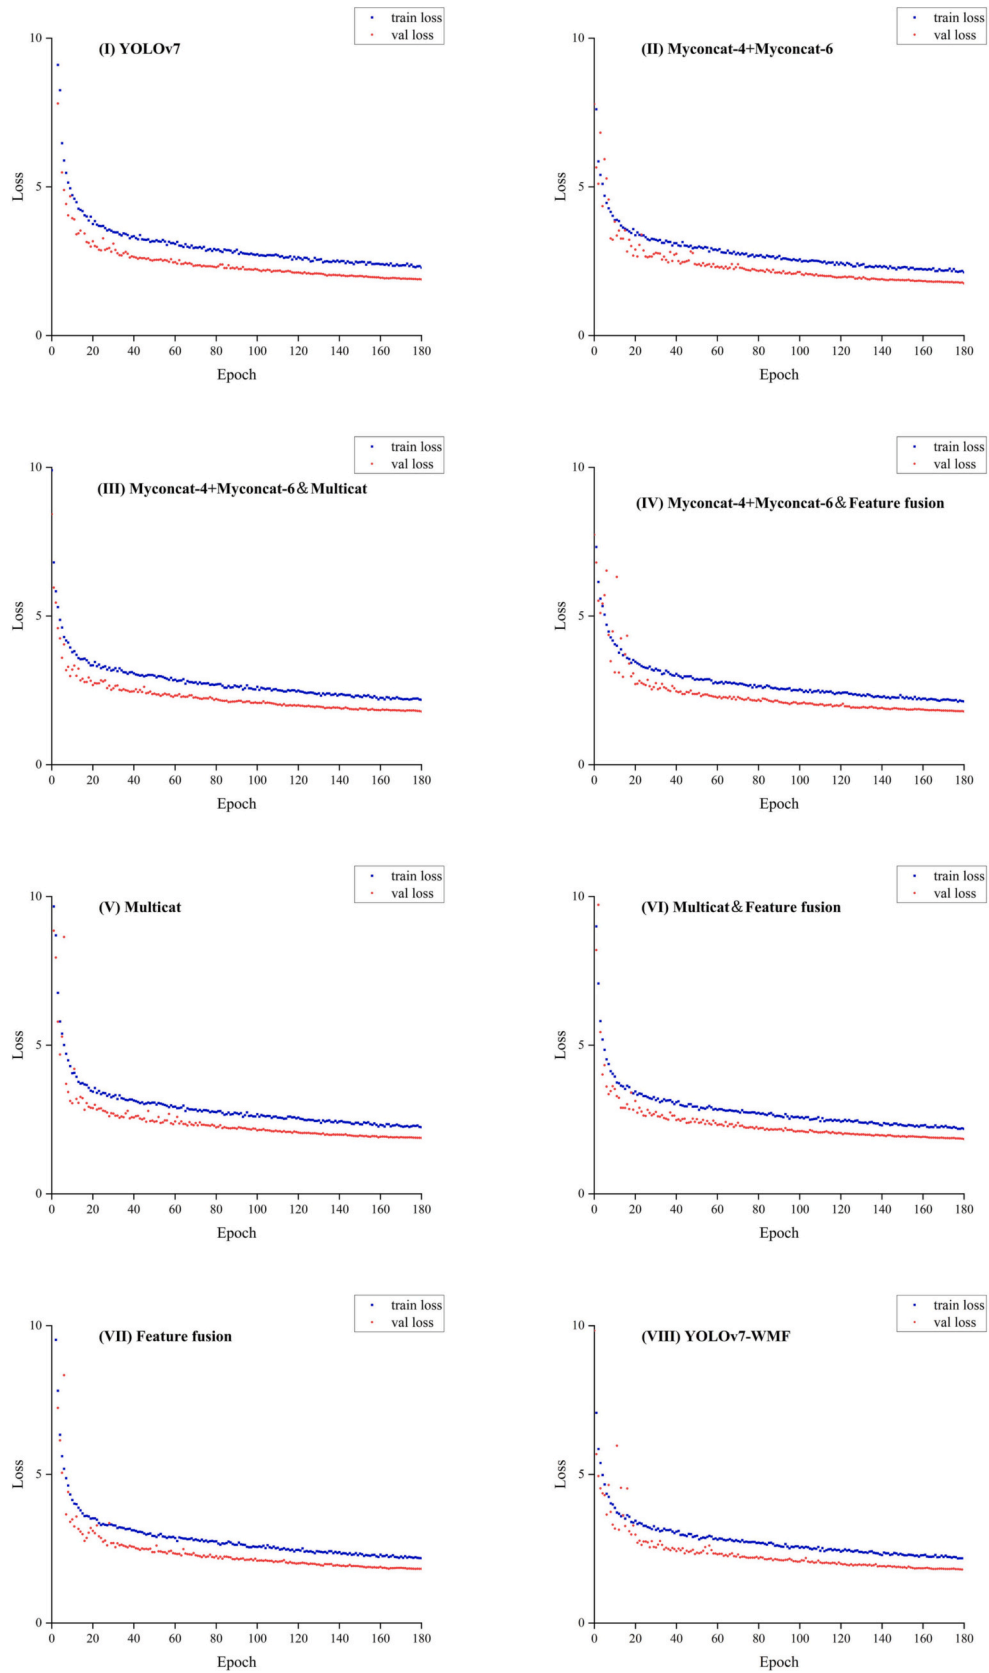 train loss
val loss
10
(I) YOLOv7
5
Loss
0
0 20 40 60 80 100 120 140 160 180
Epoch
train loss
val loss
10
(II) Myconcat-4+Myconcat-6
5
Loss
0
0 20 40 60 80 100 120 140 160 180
Epoch
train loss
val loss
10
(III) Myconcat-4+Myconcat-6&Multicat
5
Loss
0
0 20 40 60 80 100 120 140 160 180
Epoch
train loss
val loss
10
(IV) Myconcat-4+Myconcat-6&Feature fusion
5
Loss
0
0 20 40 60 80 100 120 140 160 180
Epoch
train loss
val loss
10
(V) Multicat
5
Loss
0
0 20 40 60 80 100 120 140 160 180
Epoch
train loss
val loss
10
(VI) Multicat&Feature fusion
5
Loss
0
0 20 40 60 80 100 120 140 160 180
Epoch
train loss
val loss
10
(VII) Feature fusion
5
Loss
0
0 20 40 60 80 100 120 140 160 180
Epoch
train loss
val loss
10
(VIII) YOLOv7-WMF
5
Loss
0
0 20 40 60 80 100 120 140 160 180
Epoch